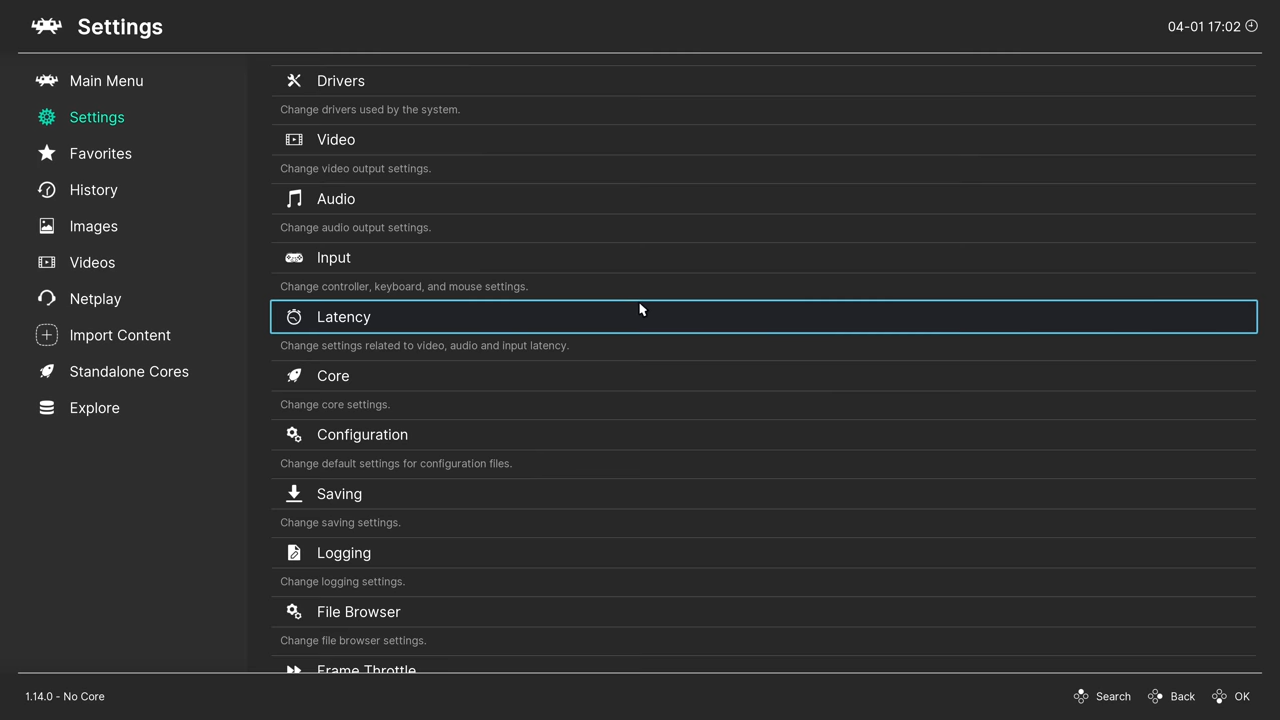 Settings
04-01 17:02
Main Menu
Settings
Favorites
History
Images
Videos
Netplay
Import Content
Standalone Cores
Explore
Drivers
Change drivers used by the system.
Video
Change video output settings.
Audio
Change audio output settings.
Input
Change controller, keyboard, and mouse settings.
Latency
Change settings related to video, audio and input latency.
Core
Change core settings.
Configuration
Change default settings for configuration files.
Saving
Change saving settings.
Logging
Change logging settings.
File Browser
Change file browser settings.
Frame Throttle
1.14.0 - No Core
Search
Back
OK